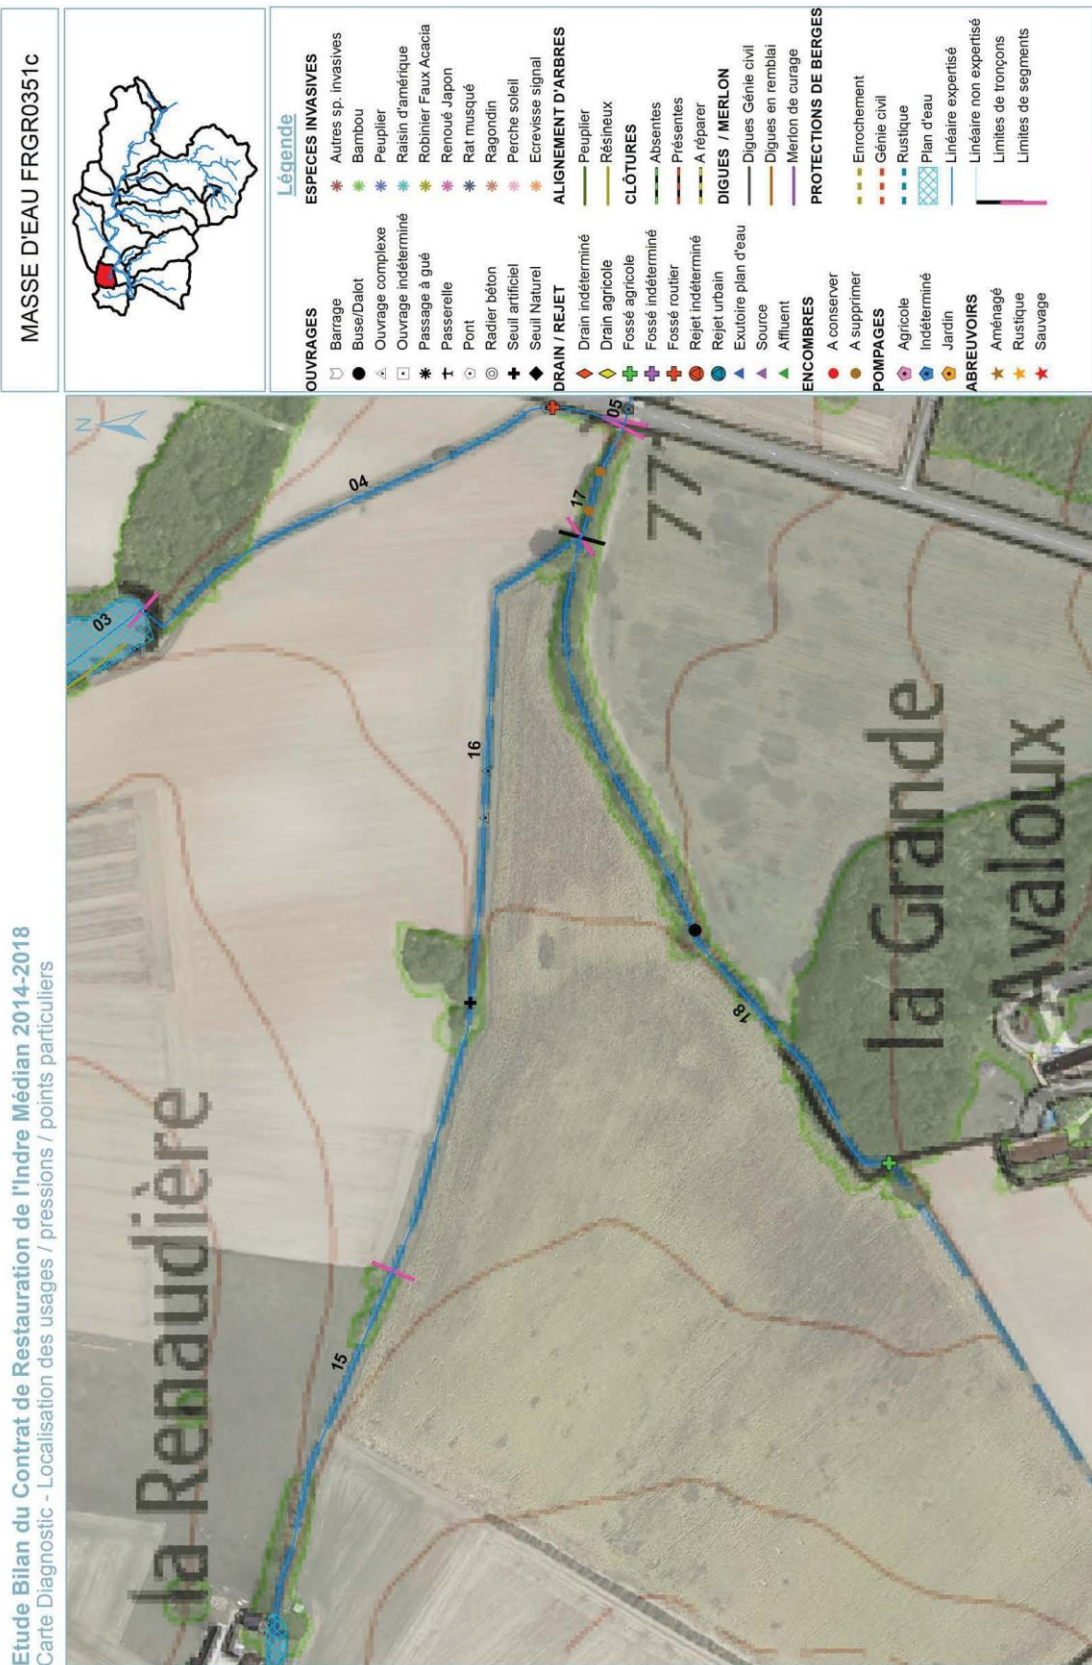 Etude Bilan du Contrat de Restauration de l'Indre Médian 2014-2018
Carte Diagnostic - Localisation des usages / pressions / points particuliers
MASSE D'EAU FRGR0351c
Légende
OUVRAGES
Barrage
Buse/Dalot
Ouvrage complexe
Ouvrage indéterminé
Passage à gué
Passerelle
Pont
Radier béton
Seuil artificiel
Seuil Naturel
DRAIN / REJET
Drain indéterminé
Drain agricole
Fossé agricole
Fossé indéterminé
Fossé routier
Rejet indéterminé
Rejet urbain
Exutoire plan d'eau
Source
Affluent
ENCOMBRES
A conserver
A supprimer
POMPAGES
Agricole
Indéterminé
Jardin
ABREUVOIRS
Aménagé
Rustique
Sauvage
ESPECES INVASIVES
Autres sp. invasives
Bambou
Peuplier
Raisin d'amérique
Robinier Faux Acacia
Renoué Japon
Rat musqué
Ragondin
Perche soleil
Ecrevisse signal
ALIGNEMENT D'ARBRES
Peuplier
Résineux
CLÔTURES
Absentes
Présentes
A réparer
DIGUES / MERLON
Digues Génie civil
Digues en remblai
Merlon de curage
PROTECTIONS DE BERGES
Enrochement
Génie civil
Rustique
Plan d'eau
Linéaire expertisé
Linéaire non expertisé
Limites de tronçons
Limites de segments
N
la Renaudière
03
04
05
15
16
17
18
77
la Grande
Avaloux